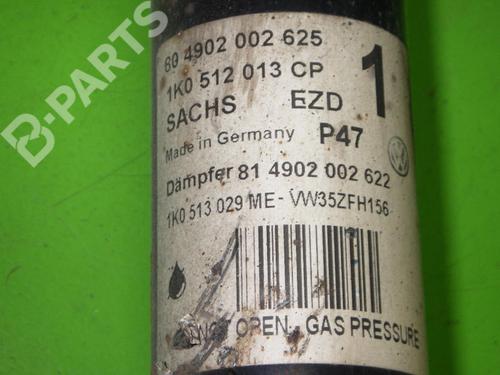 B-PARTS
80 4902 002 625
1K0 512 013 CP
SACHS EZD 1
Made in Germany P47
Dämpfer 81 4902 002 622
1K0 513 029 ME - VW35ZFH156
OPEN - GAS PRESSURE